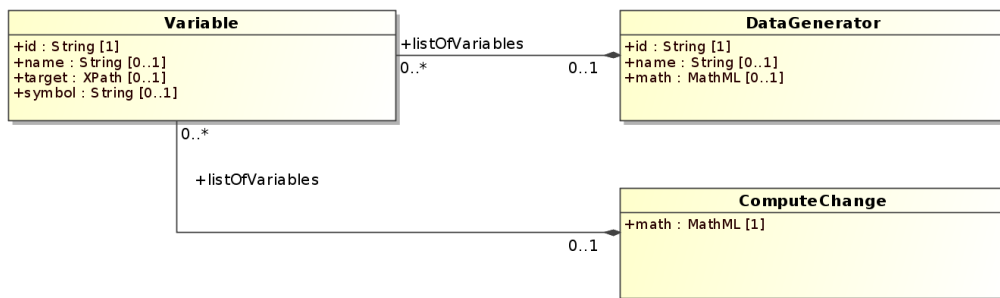 Variable
+id : String [1]
+name : String [0..1]
+target : XPath [0..1]
+symbol : String [0..1]
+listOfVariables
0..*
0..1
DataGenerator
+id : String [1]
+name : String [0..1]
+math : MathML [0..1]
0..*
+listOfVariables
0..1
ComputeChange
+math : MathML [1]